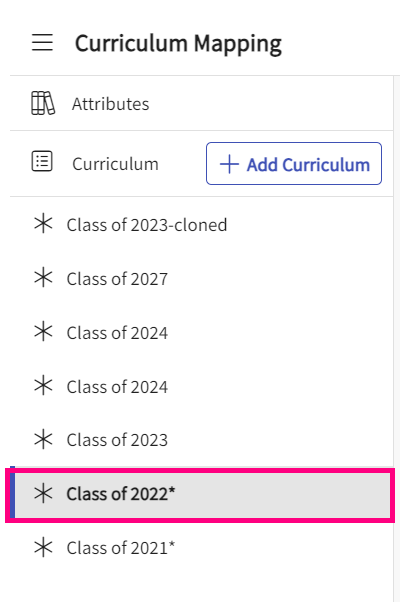 Curriculum Mapping
Attributes
Curriculum + Add Curriculum
Class of 2023-cloned
Class of 2027
Class of 2024
Class of 2024
Class of 2023
Class of 2022*
Class of 2021*